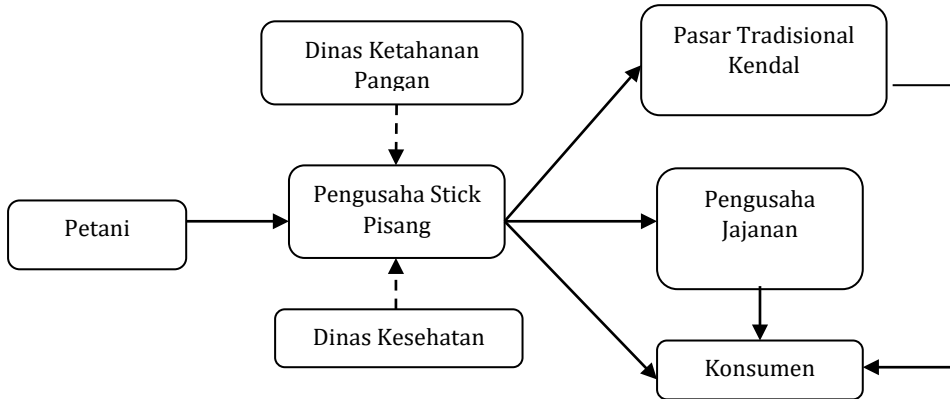 Dinas Ketahanan
Pangan
Pasar Tradisional
Kendal
Petani
Pengusaha Stick
Pisang
Pengusaha
Jajanan
Dinas Kesehatan
Konsumen